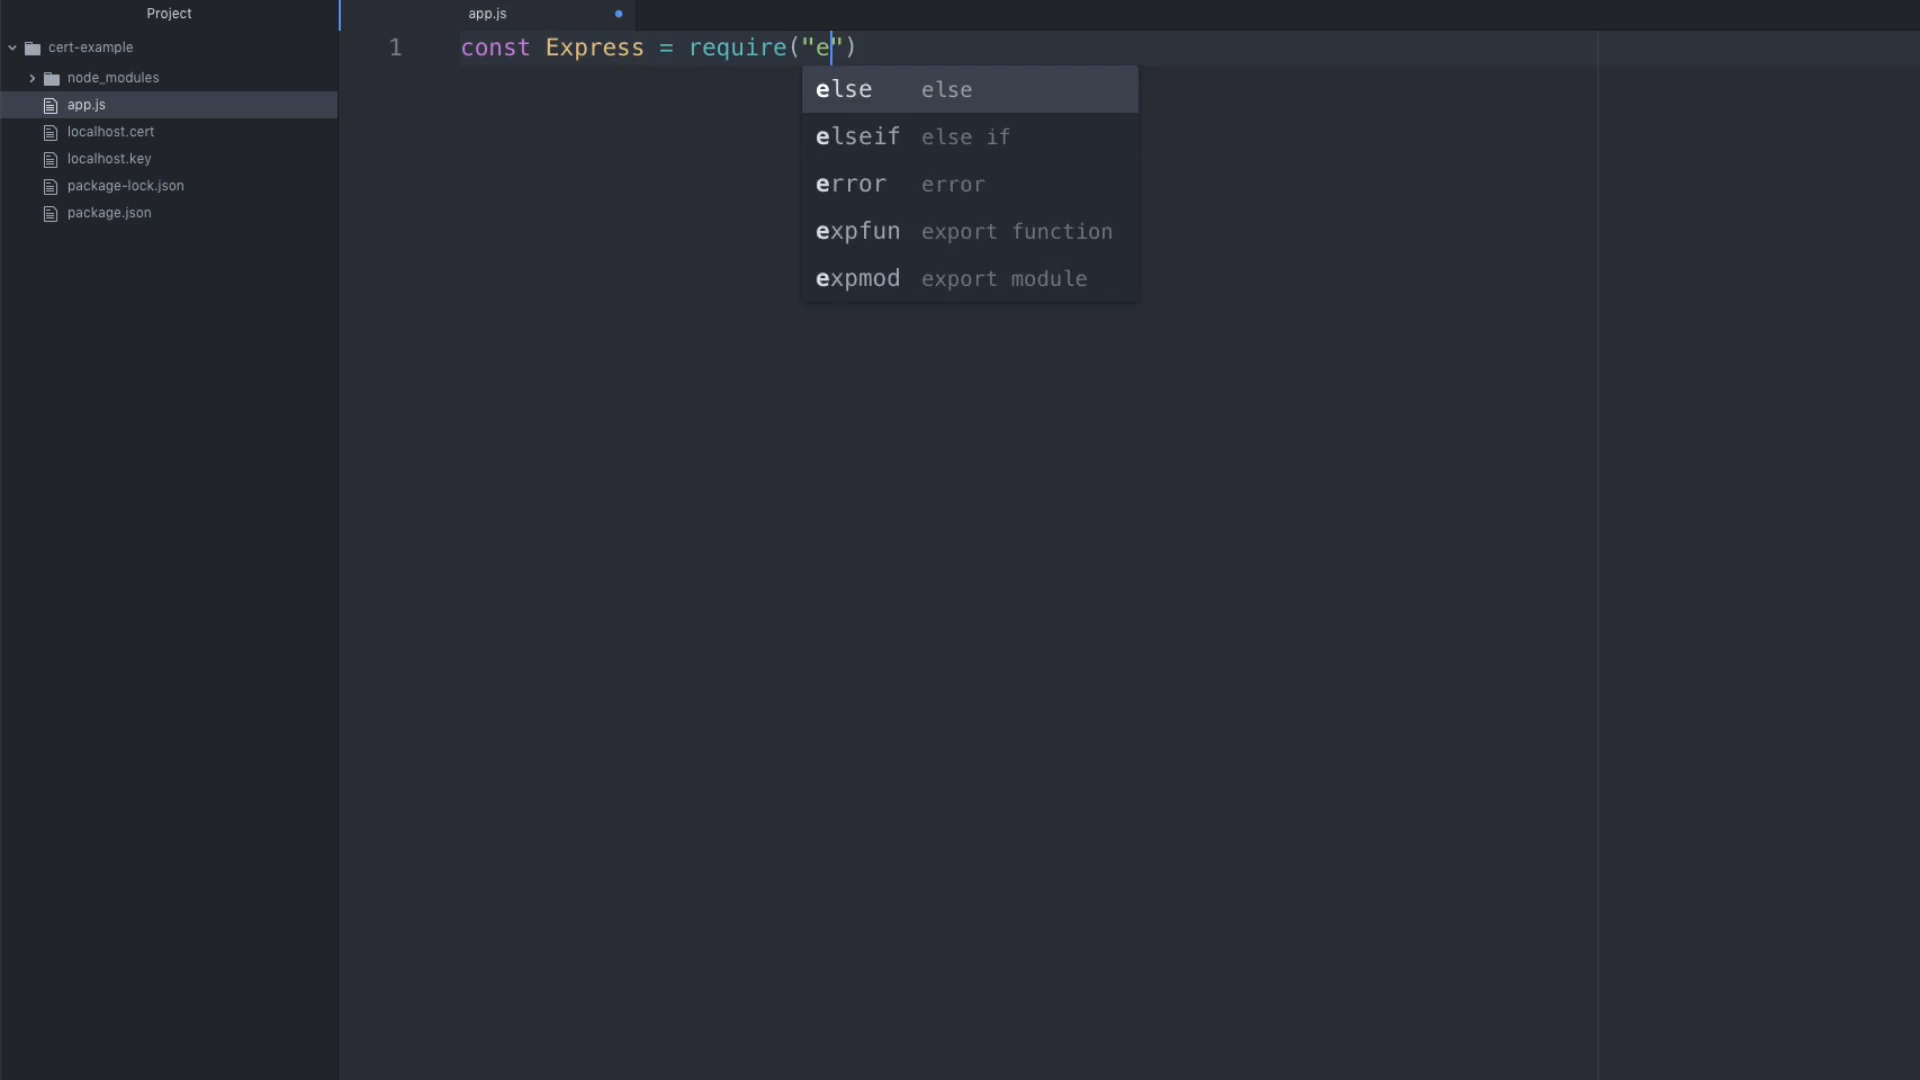 Project
cert-example
node_modules
app.js
localhost.cert
localhost.key
package-lock.json
package.json
app.js
1 const Express = require("e")
else else
elseif else if
error error
expfun export function
expmod export module